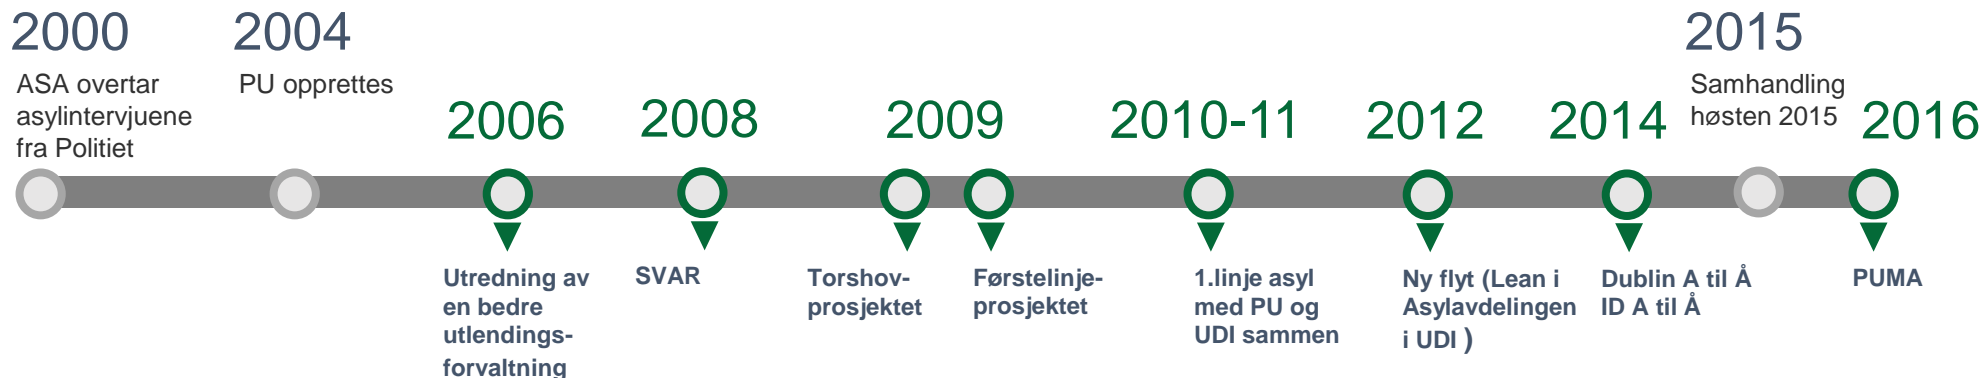 2000
ASA overtar
asylintervjuene
fra Politiet
2004
PU opprettes
2006
Utredning av
en bedre
utlendings-
forvaltning
2008
SVAR
2009
Torshov-
prosjektet
Førstelinje-
prosjektet
2010-11
1.linje asyl
med PU og
UDI sammen
2012
Ny flyt (Lean i
Asylavdelingen
i UDI )
2014
Dublin A til Å
ID A til Å
2015
Samhandling
høsten 2015
2016
PUMA